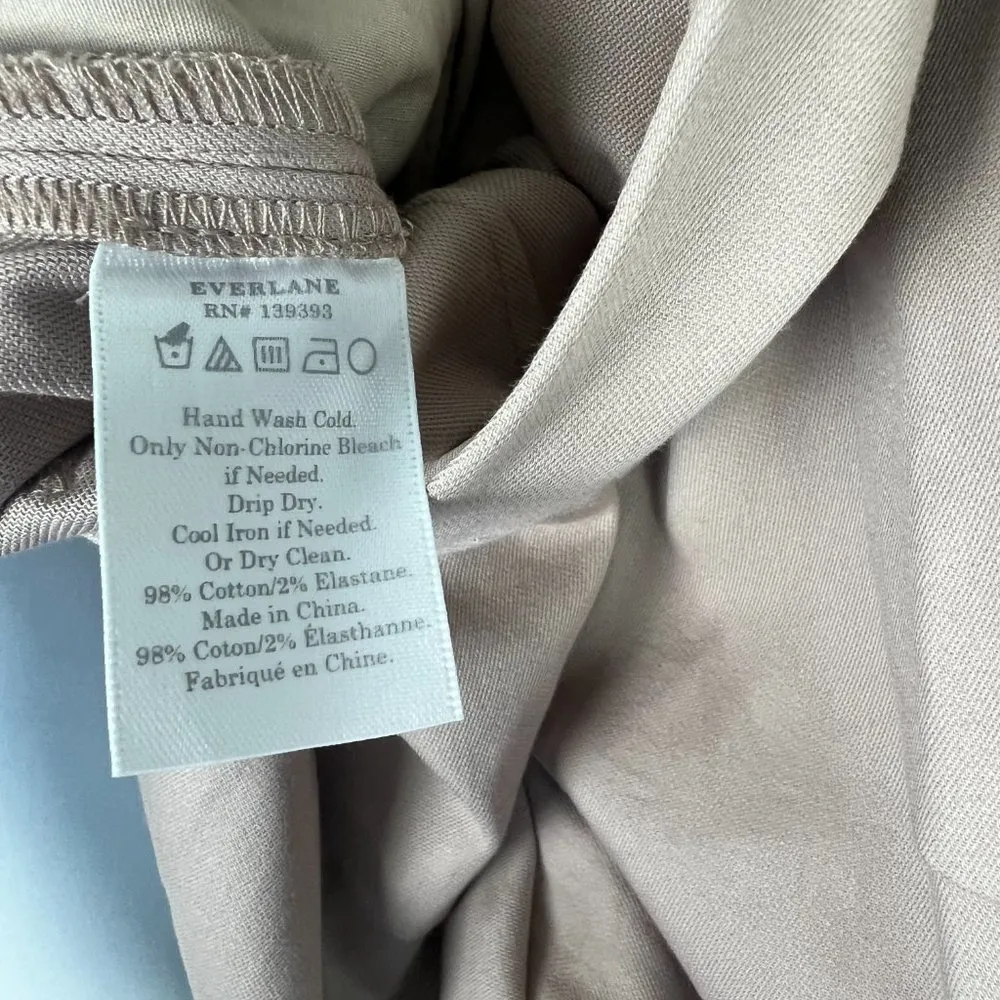 EVERLANE
RN# 139393
Hand Wash Cold.
Only Non-Chlorine Bleach
if Needed.
Drip Dry.
Cool Iron if Needed.
Or Dry Clean.
98% Cotton/2% Elastane.
Made in China.
98% Coton/2% Élasthanne.
Fabriqué en Chine.